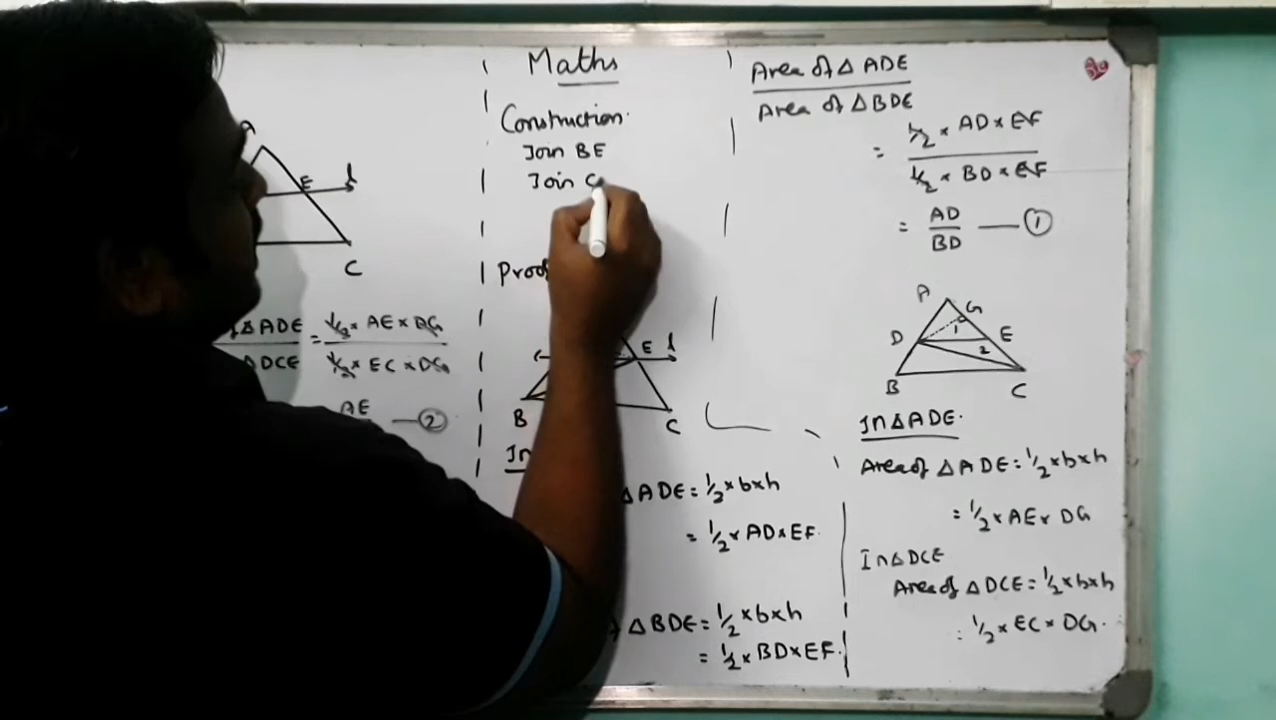 A
E l
C
Δ ADE = ½ × AE × DG
Δ DCE ½ × EC × DG
AE — ②
Maths
Construction.
Join BE
Join C
Proof
E l
B C
In
Δ ADE = ½ × b × h
= ½ × AD × EF.
Δ BDE = ½ × b × h
= ½ × BD × EF.
Area of Δ ADE
Area of Δ BDE
= ½ × AD × EF
½ × BD × EF
= AD
BD — ①
A
G
D 1 E
2
B C
In Δ ADE.
Area of Δ ADE = ½ × b × h
= ½ × AE × DG
In Δ DCE
Area of Δ DCE = ½ × b × h
= ½ × EC × DG.